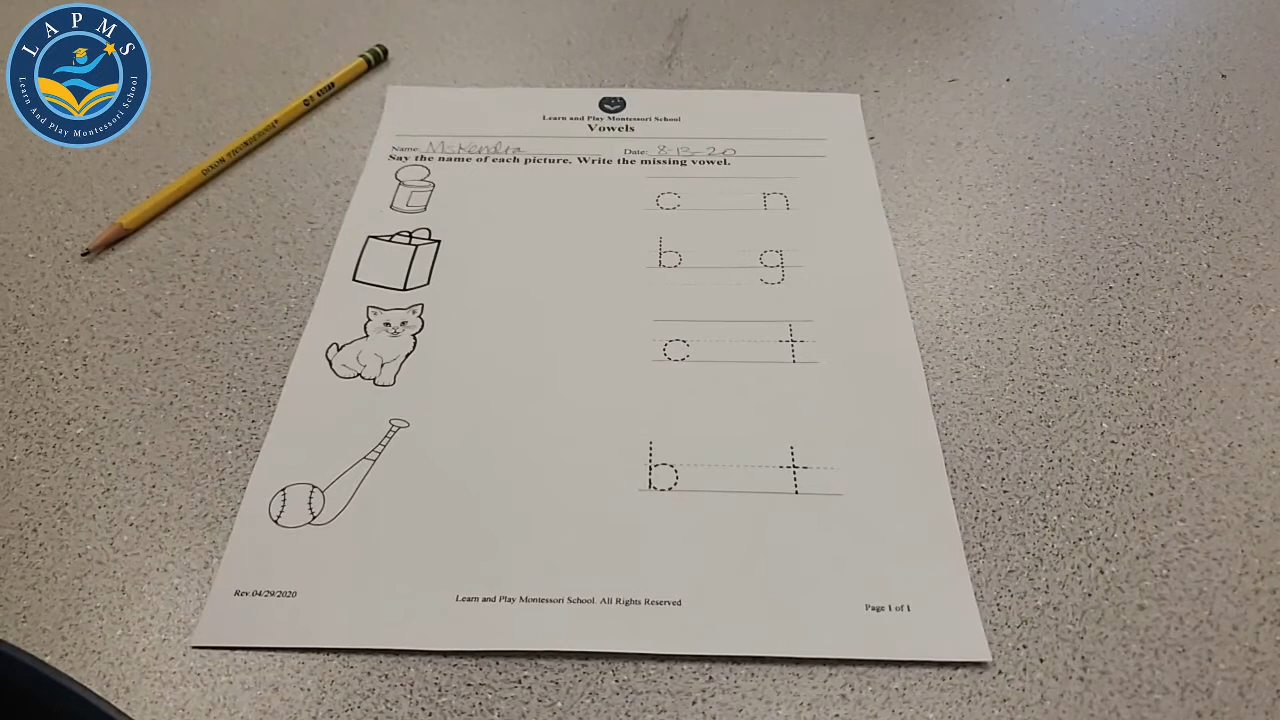 LAPMS
Learn And Play Montessori School
DIXON TICONDEROGA
Learn and Play Montessori School
Vowels
Name: Ms Kendra Date: 8-13-20
Say the name of each picture. Write the missing vowel.
c n
b g
c t
b t
Rev.04/29/2020 Learn and Play Montessori School. All Rights Reserved Page 1 of 1